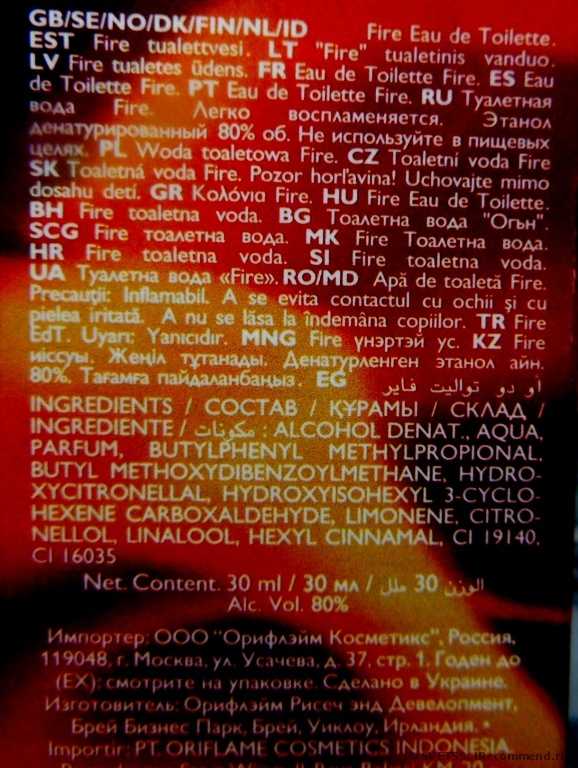 GB/SE/NO/DK/FIN/NL/ID Fire Eau de Toilette.
EST Fire tualettvesi. LT "Fire" tualetinis vanduo.
LV Fire tualetes ūdens. FR Eau de Toilette Fire. ES Eau
de Toilette Fire. PT Eau de Toilette Fire. RU Туалетная
вода Fire. Легко воспламеняется. Этанол
денатурированный 80% об. Не используйте в пищевых
целях. PL Woda toaletowa Fire. CZ Toaletní voda Fire
SK Toaletná voda Fire. Pozor horľavina! Uchovajte mimo
dosahu detí. GR Κολόνια Fire. HU Fire Eau de Toilette.
BH Fire toaletna voda. BG Тоалетна вода "Огън".
SCG Fire тоалетна вода. MK Fire Тоалетна вода.
HR Fire toaletna voda. SI Fire toaletna voda.
UA Туалетна вода «Fire». RO/MD Apă de toaletă Fire.
Precauţii: Inflamabil. A se evita contactul cu ochii şi cu
pielea iritată. A nu se lăsa la îndemâna copiilor. TR Fire
EdT. Uyarı: Yanıcıdır. MNG Fire үнэртэй ус. KZ Fire
иіссуы. Жеңіл тұтанады. Денатурленген этанол айн.
80%. Тағамға пайдаланбаңыз. EG او دو تواليت فاير
INGREDIENTS / СОСТАВ / ҚҰРАМЫ / СКЛАД /
INGREDIENTE / مكونات : ALCOHOL DENAT., AQUA,
PARFUM, BUTYLPHENYL METHYLPROPIONAL,
BUTYL METHOXYDIBENZOYLMETHANE, HYDRO-
XYCITRONELLAL, HYDROXYISOHEXYL 3-CYCLO-
HEXENE CARBOXALDEHYDE, LIMONENE, CITRO-
NELLOL, LINALOOL, HEXYL CINNAMAL, CI 19140,
CI 16035
Net. Content. 30 ml / 30 мл / الوزن 30 ملل
Alc. Vol. 80%
Импортер: ООО "Орифлэйм Косметикс", Россия,
119048, г. Москва, ул. Усачева, д. 37, стр. 1. Годен до
(EX): смотрите на упаковке. Сделано в Украине.
Изготовитель: Орифлэйм Рисеч энд Девелопмент,
Брей Бизнес Парк, Брей, Уиклоу, Ирландия. •
Importir: PT. ORIFLAME COSMETICS INDONESIA